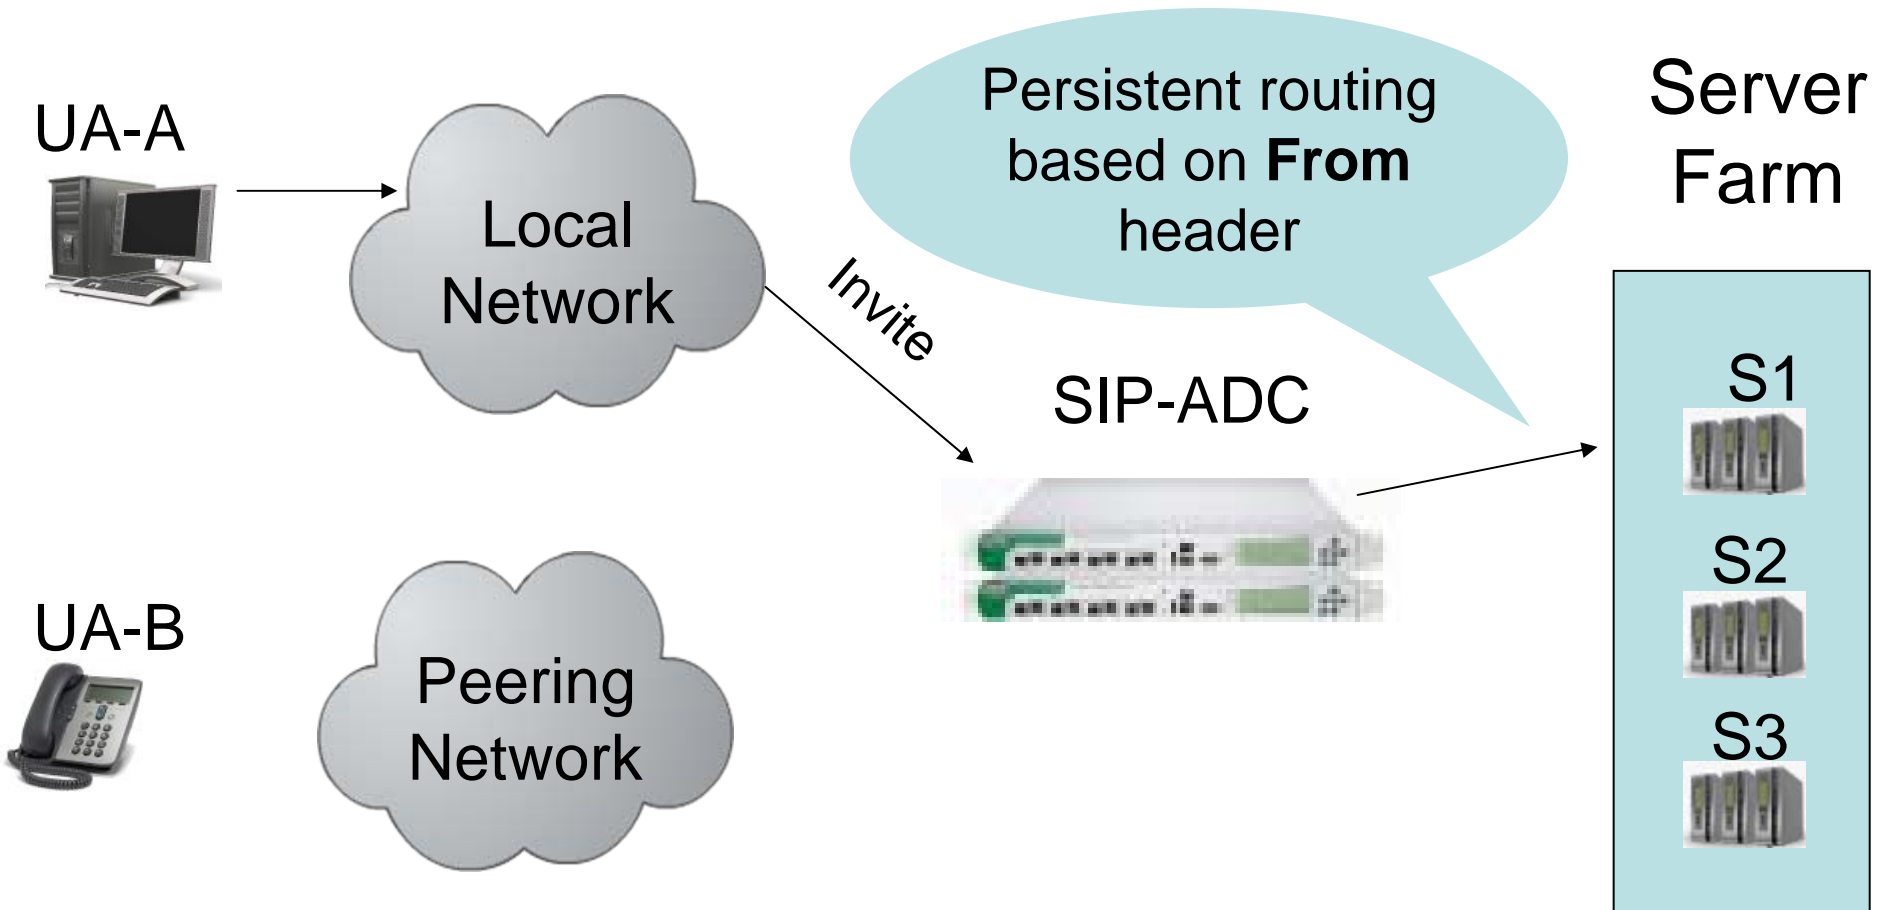 UA-A
Local
Network
Invite
Persistent routing
based on From
header
Server
Farm
SIP-ADC
S1
S2
S3
UA-B
Peering
Network